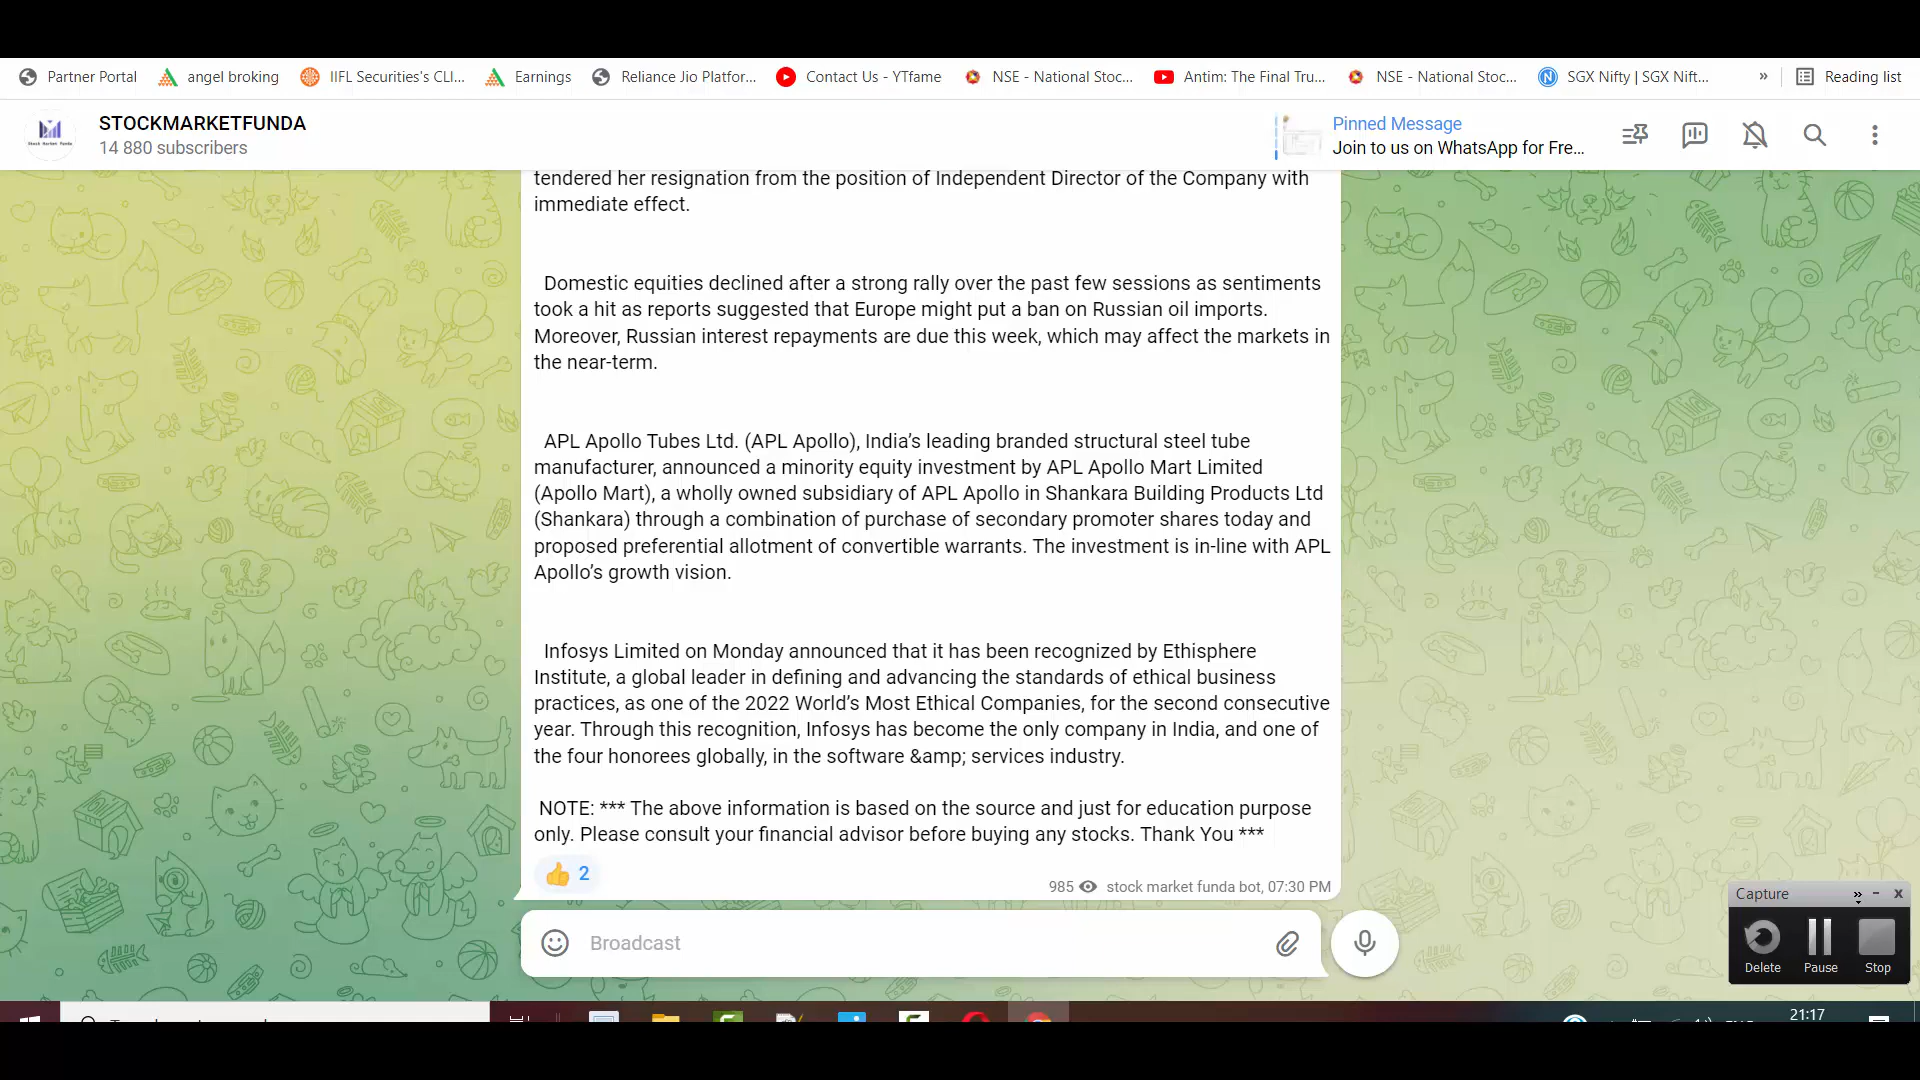 Partner Portal angel broking IIFL Securities's CLI... Earnings Reliance Jio Platfor... Contact Us - YTfame NSE - National Stoc... Antim: The Final Tru... NSE - National Stoc... SGX Nifty | SGX Nift... » Reading list
STOCKMARKETFUNDA
14 880 subscribers
Pinned Message
Join to us on WhatsApp for Fre...
tendered her resignation from the position of Independent Director of the Company with
immediate effect.
Domestic equities declined after a strong rally over the past few sessions as sentiments
took a hit as reports suggested that Europe might put a ban on Russian oil imports.
Moreover, Russian interest repayments are due this week, which may affect the markets in
the near-term.
APL Apollo Tubes Ltd. (APL Apollo), India’s leading branded structural steel tube
manufacturer, announced a minority equity investment by APL Apollo Mart Limited
(Apollo Mart), a wholly owned subsidiary of APL Apollo in Shankara Building Products Ltd
(Shankara) through a combination of purchase of secondary promoter shares today and
proposed preferential allotment of convertible warrants. The investment is in-line with APL
Apollo’s growth vision.
Infosys Limited on Monday announced that it has been recognized by Ethisphere
Institute, a global leader in defining and advancing the standards of ethical business
practices, as one of the 2022 World’s Most Ethical Companies, for the second consecutive
year. Through this recognition, Infosys has become the only company in India, and one of
the four honorees globally, in the software &amp; services industry.
NOTE: *** The above information is based on the source and just for education purpose
only. Please consult your financial advisor before buying any stocks. Thank You ***
2
985 stock market funda bot, 07:30 PM
Broadcast
Capture
Delete Pause Stop
21:17